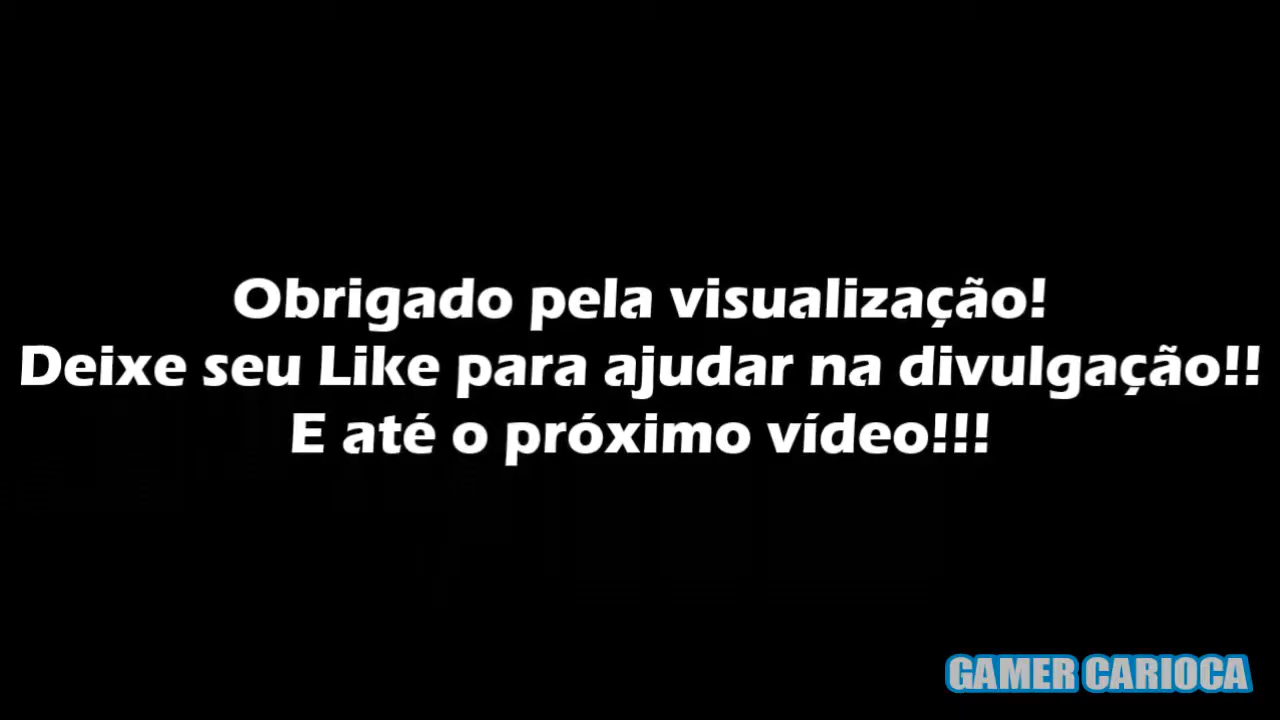 Obrigado pela visualização!
Deixe seu Like para ajudar na divulgação!!
E até o próximo vídeo!!!
GAMER CARIOCA